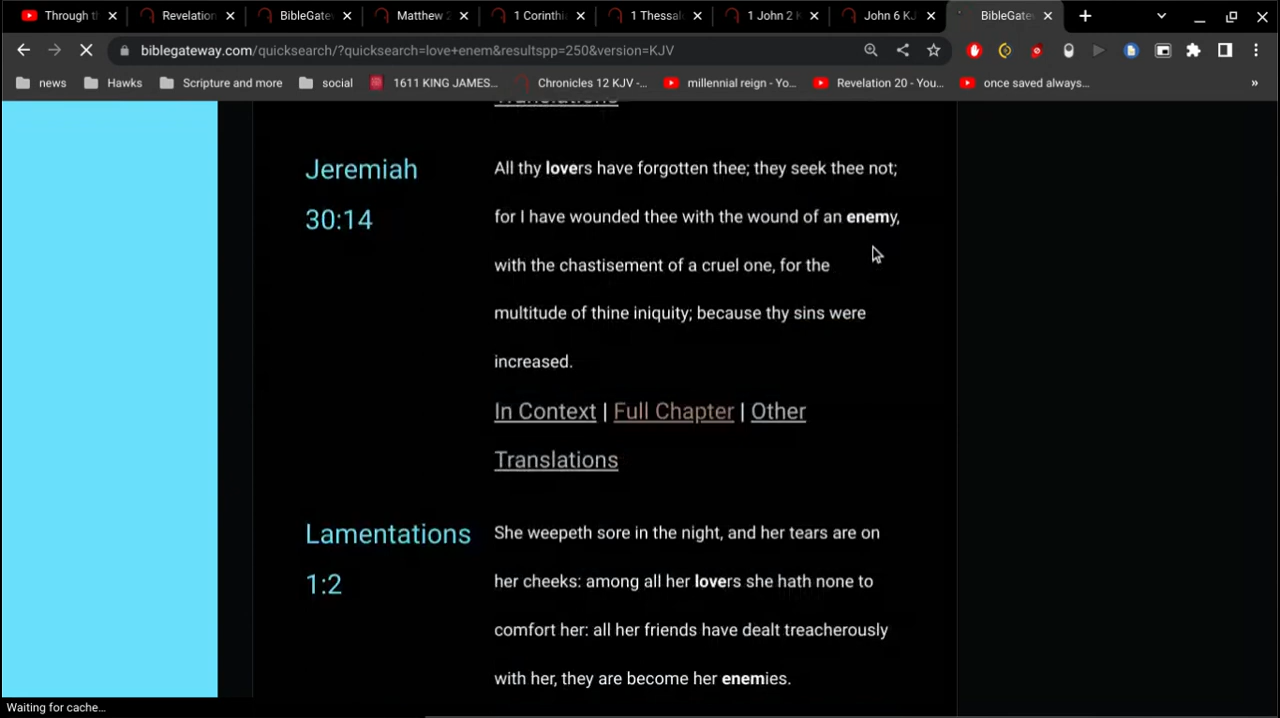 Through th
Revelation
BibleGatew
Matthew 2
1 Corinthi
1 Thessal
1 John 2 K
John 6 KJ
BibleGatew
biblegateway.com/quicksearch/?quicksearch=love+enem&resultspp=250&version=KJV
news
Hawks
Scripture and more
social
1611 KING JAMES...
Chronicles 12 KJV -...
millennial reign - Yo...
Revelation 20 - You...
once saved always...
»
Translations
Jeremiah
30:14
All thy lovers have forgotten thee; they seek thee not;
for I have wounded thee with the wound of an enemy,
with the chastisement of a cruel one, for the
multitude of thine iniquity; because thy sins were
increased.
In Context | Full Chapter | Other
Translations
Lamentations
1:2
She weepeth sore in the night, and her tears are on
her cheeks: among all her lovers she hath none to
comfort her: all her friends have dealt treacherously
with her, they are become her enemies.
Waiting for cache...